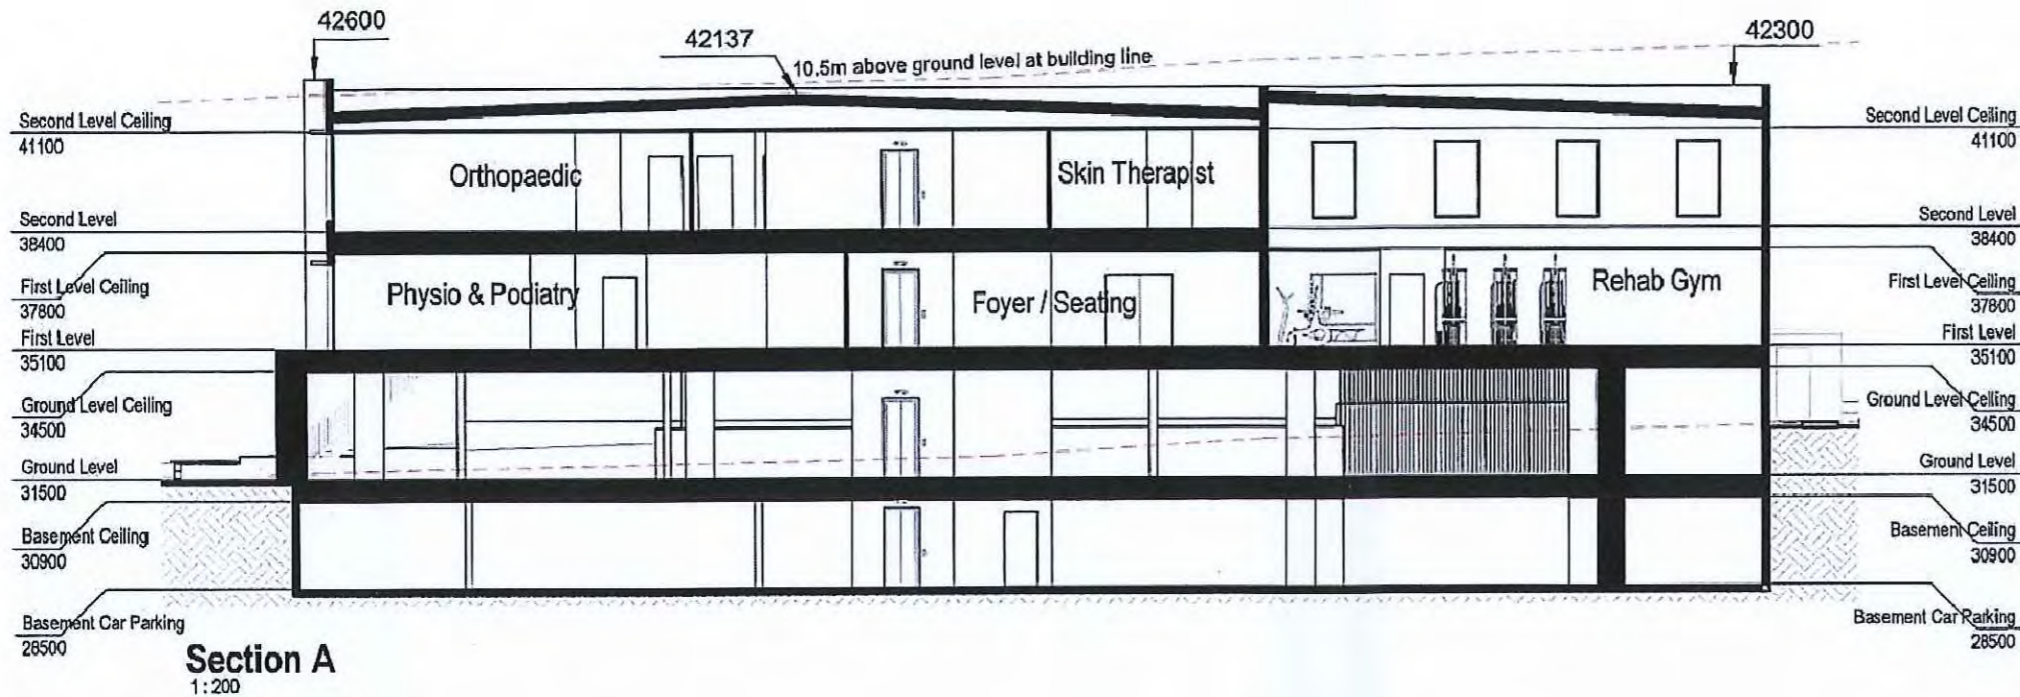 42600
42137
42300
10.5m above ground level at building line
Second Level Ceiling
41100
Second Level
38400
First Level Ceiling
37800
First Level
35100
Ground Level Ceiling
34500
Ground Level
31500
Basement Ceiling
30900
Basement Car Parking
28500
Orthopaedic
Skin Therapist
Physio & Podiatry
Foyer / Seating
Rehab Gym
Second Level Ceiling
41100
Second Level
38400
First Level Ceiling
37800
First Level
35100
Ground Level Ceiling
34500
Ground Level
31500
Basement Ceiling
30900
Basement Car Parking
28500
Section A
1:200